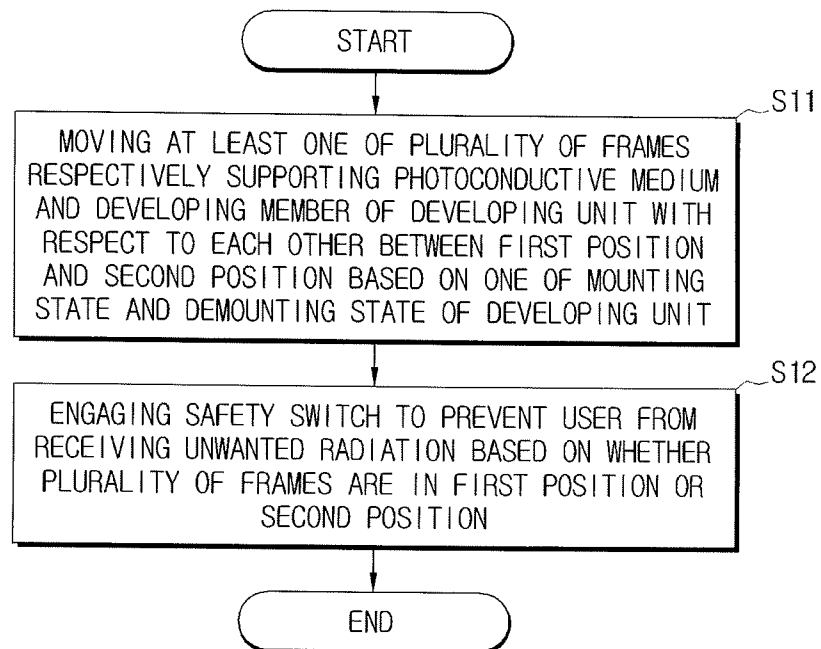 START
S11
MOVING AT LEAST ONE OF PLURALITY OF FRAMES
RESPECTIVELY SUPPORTING PHOTOCONDUCTIVE MEDIUM
AND DEVELOPING MEMBER OF DEVELOPING UNIT WITH
RESPECT TO EACH OTHER BETWEEN FIRST POSITION
AND SECOND POSITION BASED ON ONE OF MOUNTING
STATE AND DEMOUNTING STATE OF DEVELOPING UNIT
S12
ENGAGING SAFETY SWITCH TO PREVENT USER FROM
RECEIVING UNWANTED RADIATION BASED ON WHETHER
PLURALITY OF FRAMES ARE IN FIRST POSITION OR
SECOND POSITION
END